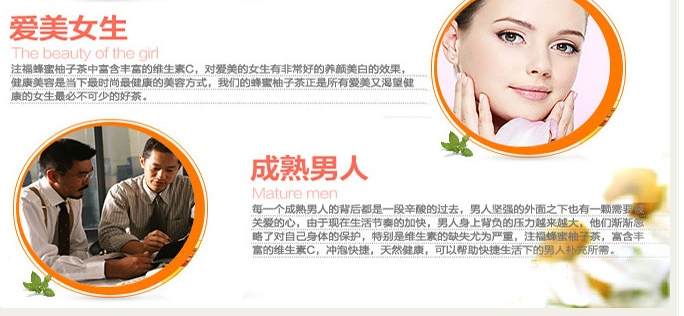 爱美女生
The beauty of the girl
注福蜂蜜柚子茶中富含丰富的维生素C，对爱美的女生有非常好的养颜美白的效果，
健康美容是当下最时尚最健康的美容方式，我们的蜂蜜柚子茶正是所有爱美又渴望健
康的女生最必不可少的好茶。
成熟男人
Mature men
每一个成熟男人的背后都是一段辛酸的过去，男人坚强的外面之下也有一颗需要被
关爱的心，由于现在生活节奏的加快，男人身上背负的压力越来越大，他们渐渐忽
略了对自己身体的保护，特别是维生素的缺失尤为严重，注福蜂蜜柚子茶，富含丰
富的维生素C，冲泡快捷，天然健康，可以帮助快捷生活下的男人补充所需。